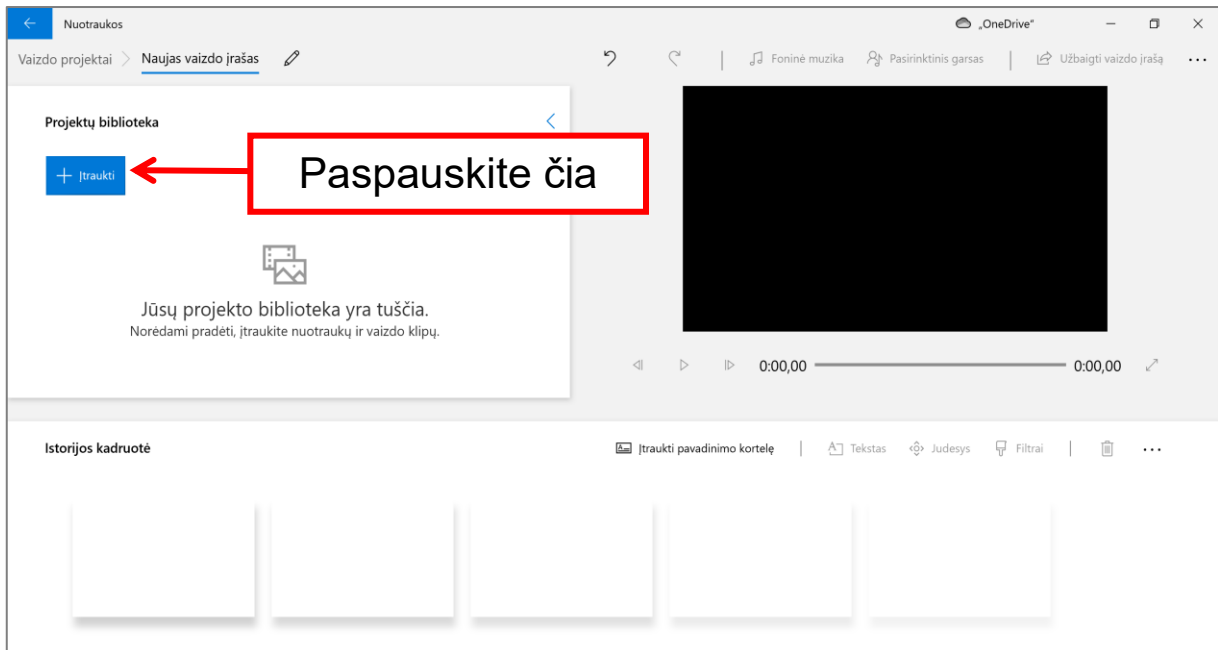 Nuotraukos
„OneDrive“
Vaizdo projektai
Naujas vaizdo įrašas
Foninė muzika
Pasirinktinis garsas
Užbaigti vaizdo įrašą
Projektų biblioteka
Įtraukti
Paspauskite čia
Jūsų projekto biblioteka yra tuščia.
Norėdami pradėti, įtraukite nuotraukų ir vaizdo klipų.
0:00,00
0:00,00
Istorijos kadruotė
Įtraukti pavadinimo kortelę
Tekstas
Judesys
Filtrai